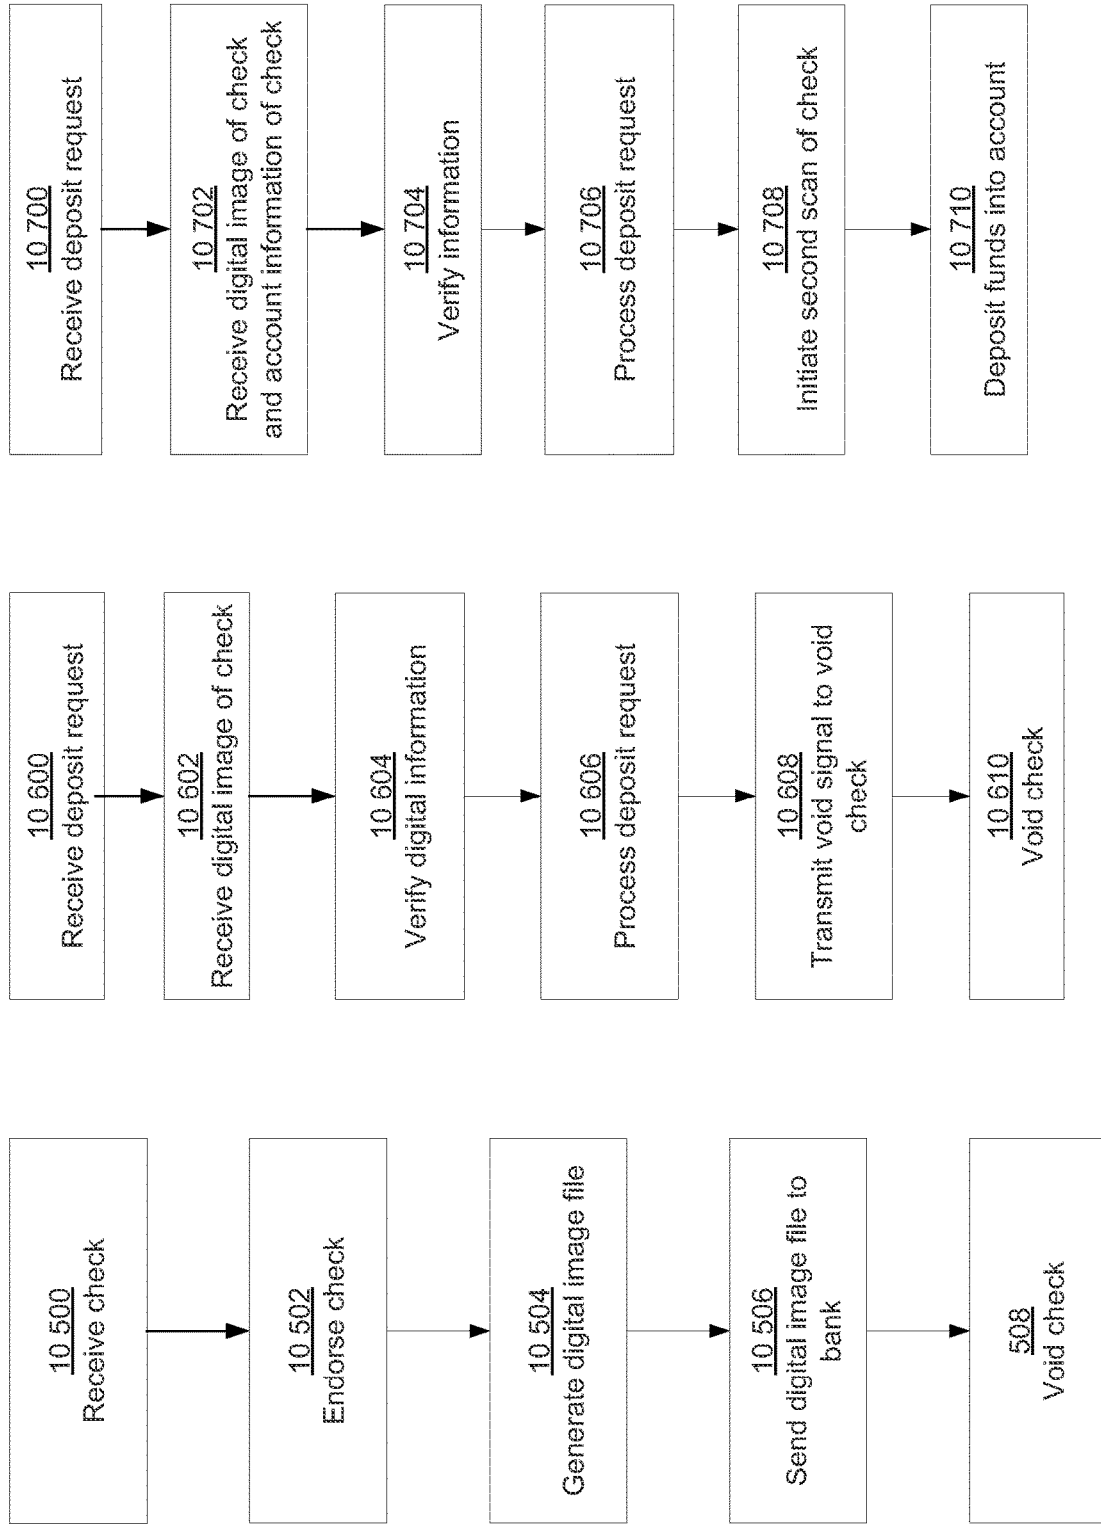 10 500
Receive check
10 502
Endorse check
10 504
Generate digital image file
10 506
Send digital image file to
bank
508
Void check
10 600
Receive deposit request
10 602
Receive digital image of check
10 604
Verify digital information
10 606
Process deposit request
10 608
Transmit void signal to void
check
10 610
Void check
10 700
Receive deposit request
10 702
Receive digital image of check
and account information of check
10 704
Verify information
10 706
Process deposit request
10 708
Initiate second scan of check
10 710
Deposit funds into account